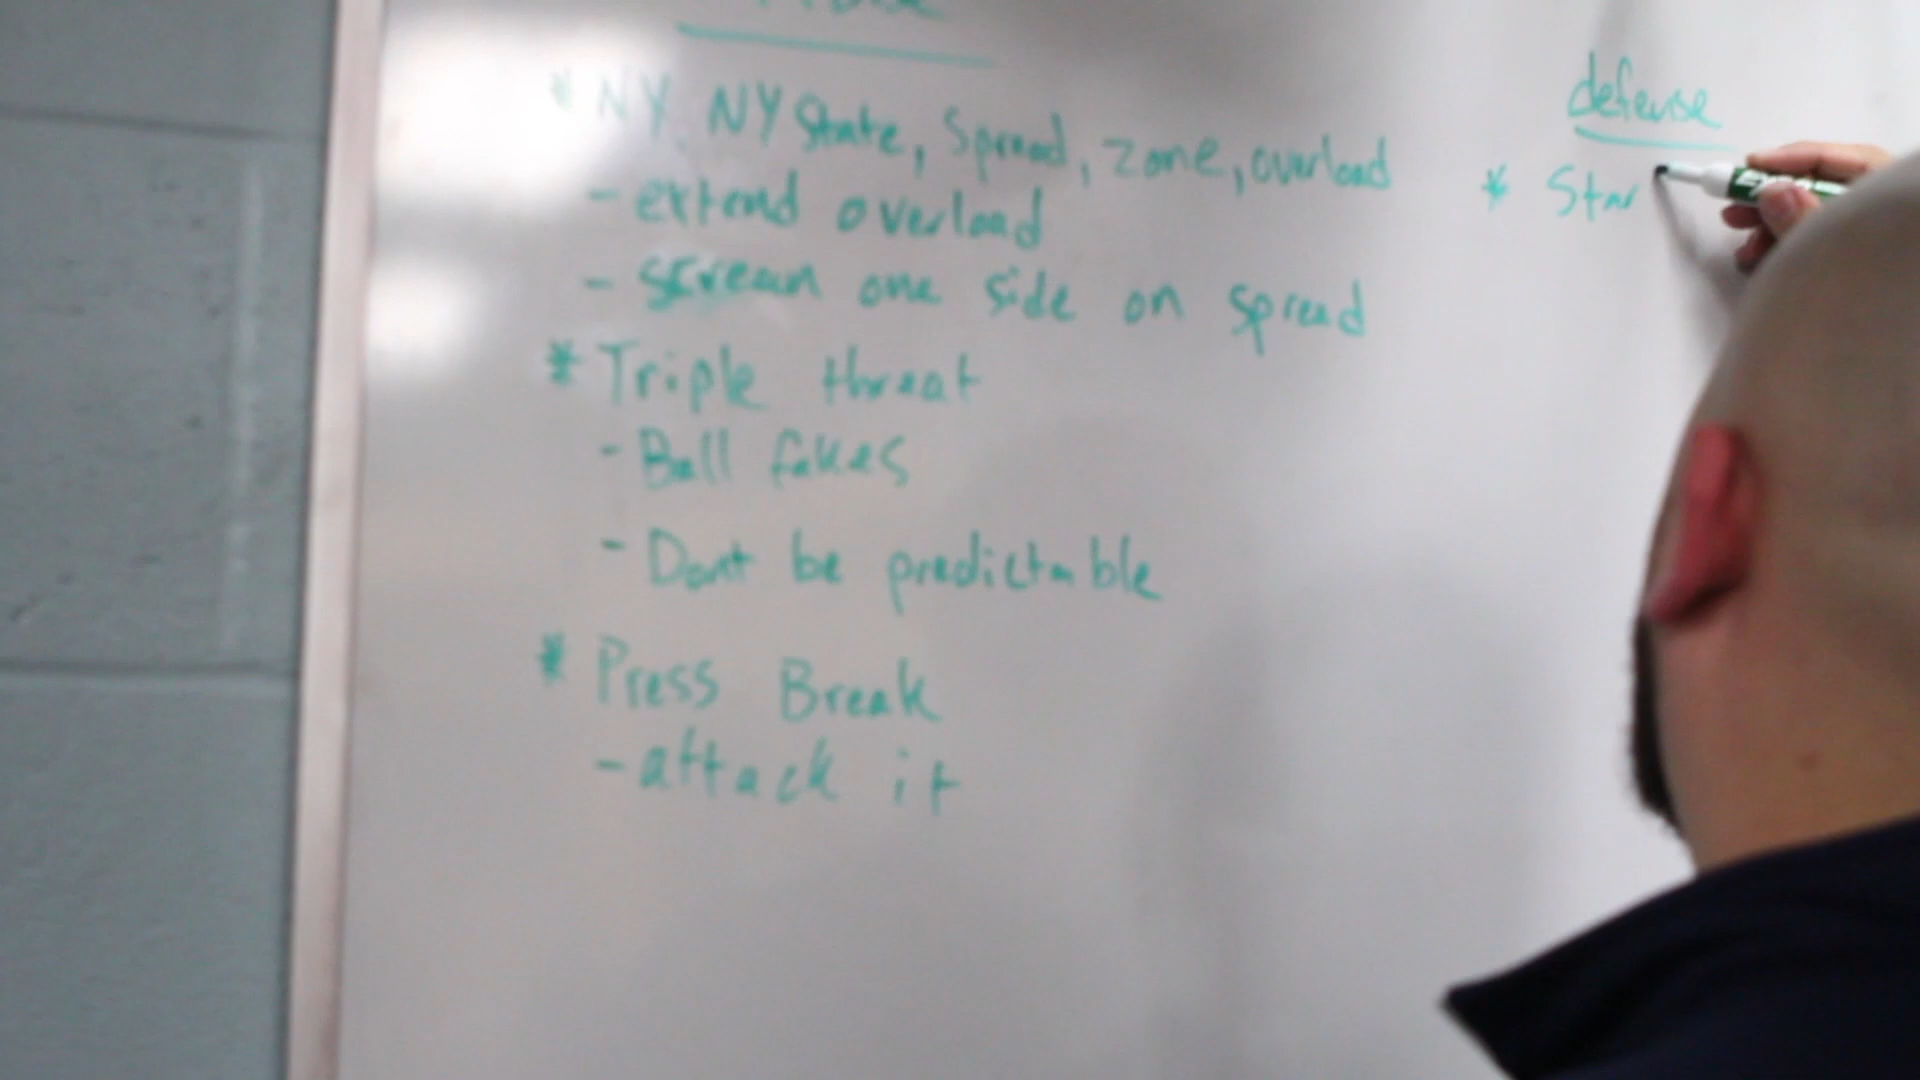 * NY, NY State, Spread, zone, overload
- extend overload
- screen one side on spread
* Triple threat
- Ball fakes
- Dont be predictable
* Press Break
- attack it
defense
* Star